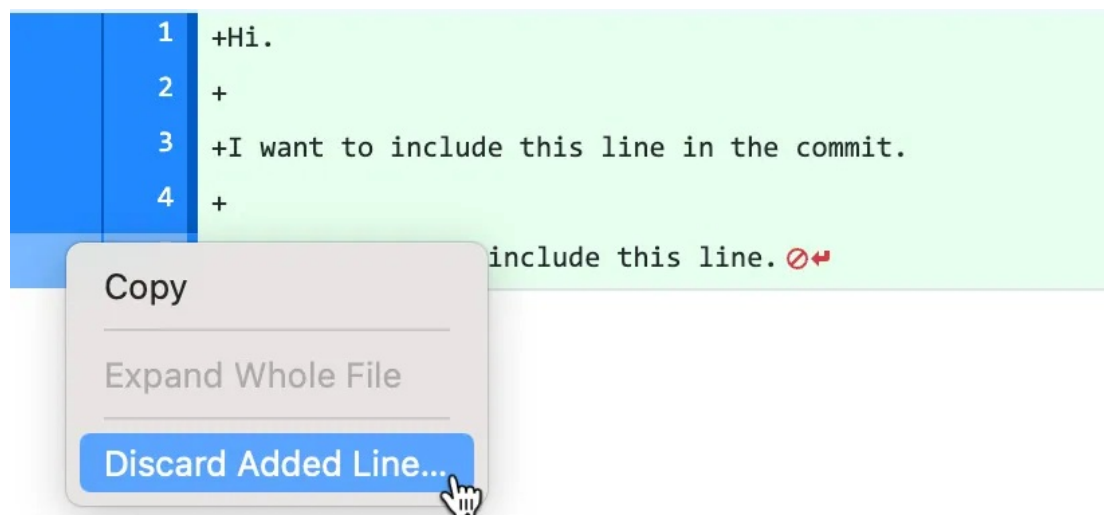 1 +Hi.
2 +
3 +I want to include this line in the commit.
4 +
include this line.
Copy
Expand Whole File
Discard Added Line...